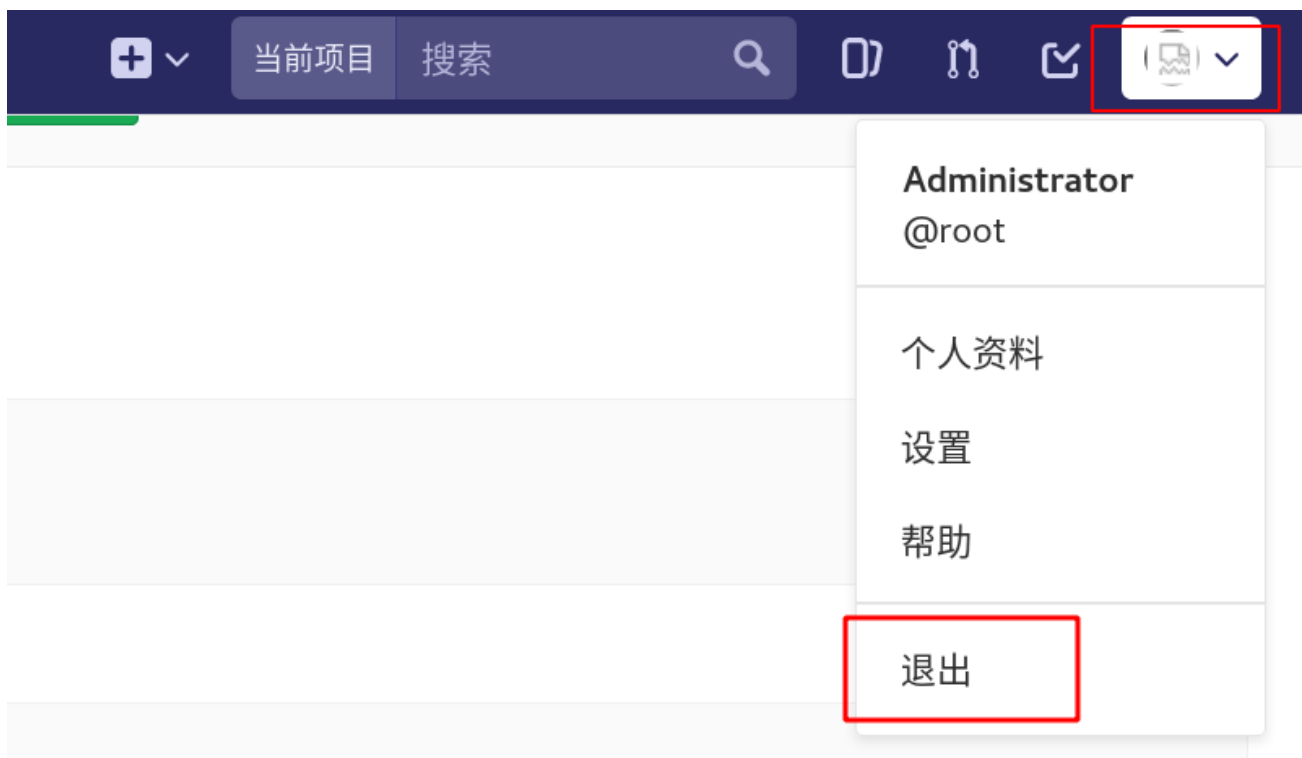 当前项目 搜索
Administrator
@root
个人资料
设置
帮助
退出